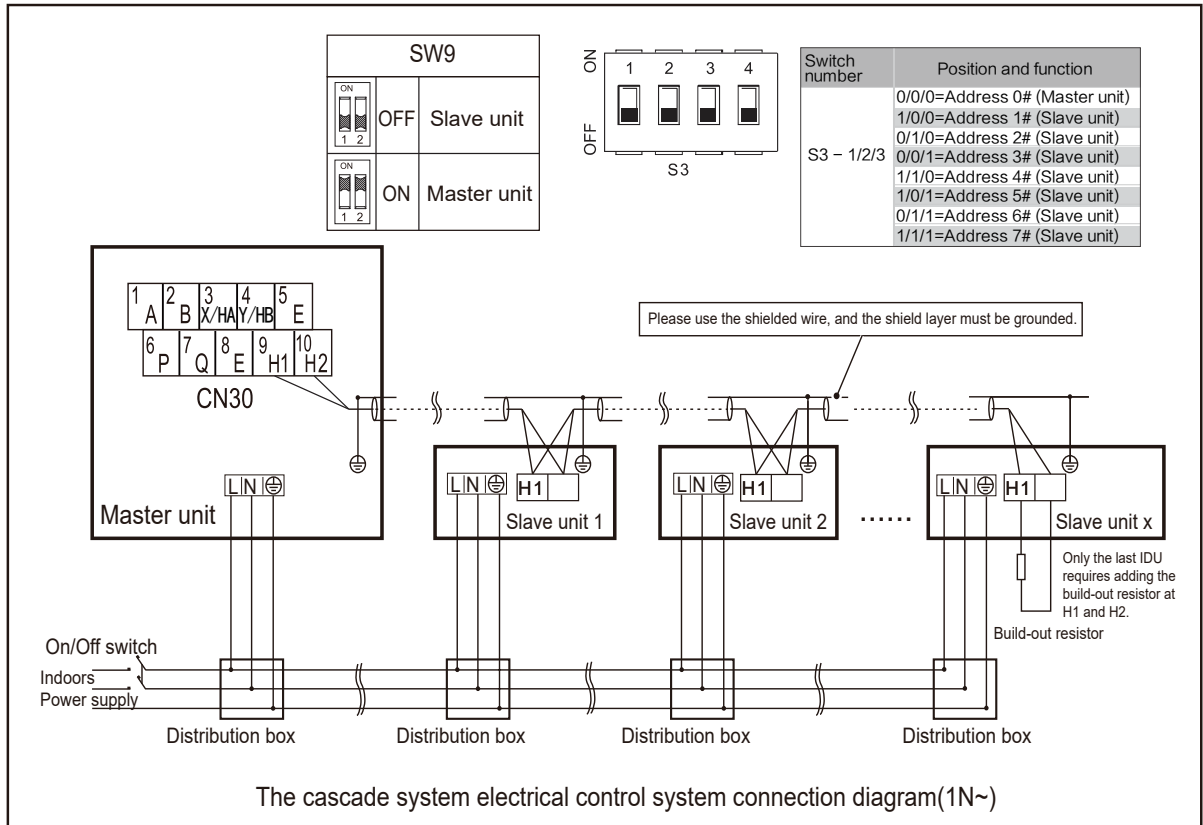 SW9
ON
1 2
OFF
Slave unit
ON
1 2
ON
Master unit
ON
OFF
1 2 3 4
S3
Switch number
Position and function
S3 – 1/2/3
0/0/0=Address 0# (Master unit)
1/0/0=Address 1# (Slave unit)
0/1/0=Address 2# (Slave unit)
0/0/1=Address 3# (Slave unit)
1/1/0=Address 4# (Slave unit)
1/0/1=Address 5# (Slave unit)
0/1/1=Address 6# (Slave unit)
1/1/1=Address 7# (Slave unit)
1 A 2 B 3 X/HA 4 Y/HB 5 E
6 P 7 Q 8 E 9 H1 10 H2
CN30
Please use the shielded wire, and the shield layer must be grounded.
L N
Master unit
L N
H1
Slave unit 1
L N
H1
Slave unit 2
......
L N
H1
Slave unit x
Only the last IDU
requires adding the
build-out resistor at
H1 and H2.
Build-out resistor
On/Off switch
Indoors
Power supply
Distribution box
Distribution box
Distribution box
Distribution box
The cascade system electrical control system connection diagram(1N~)